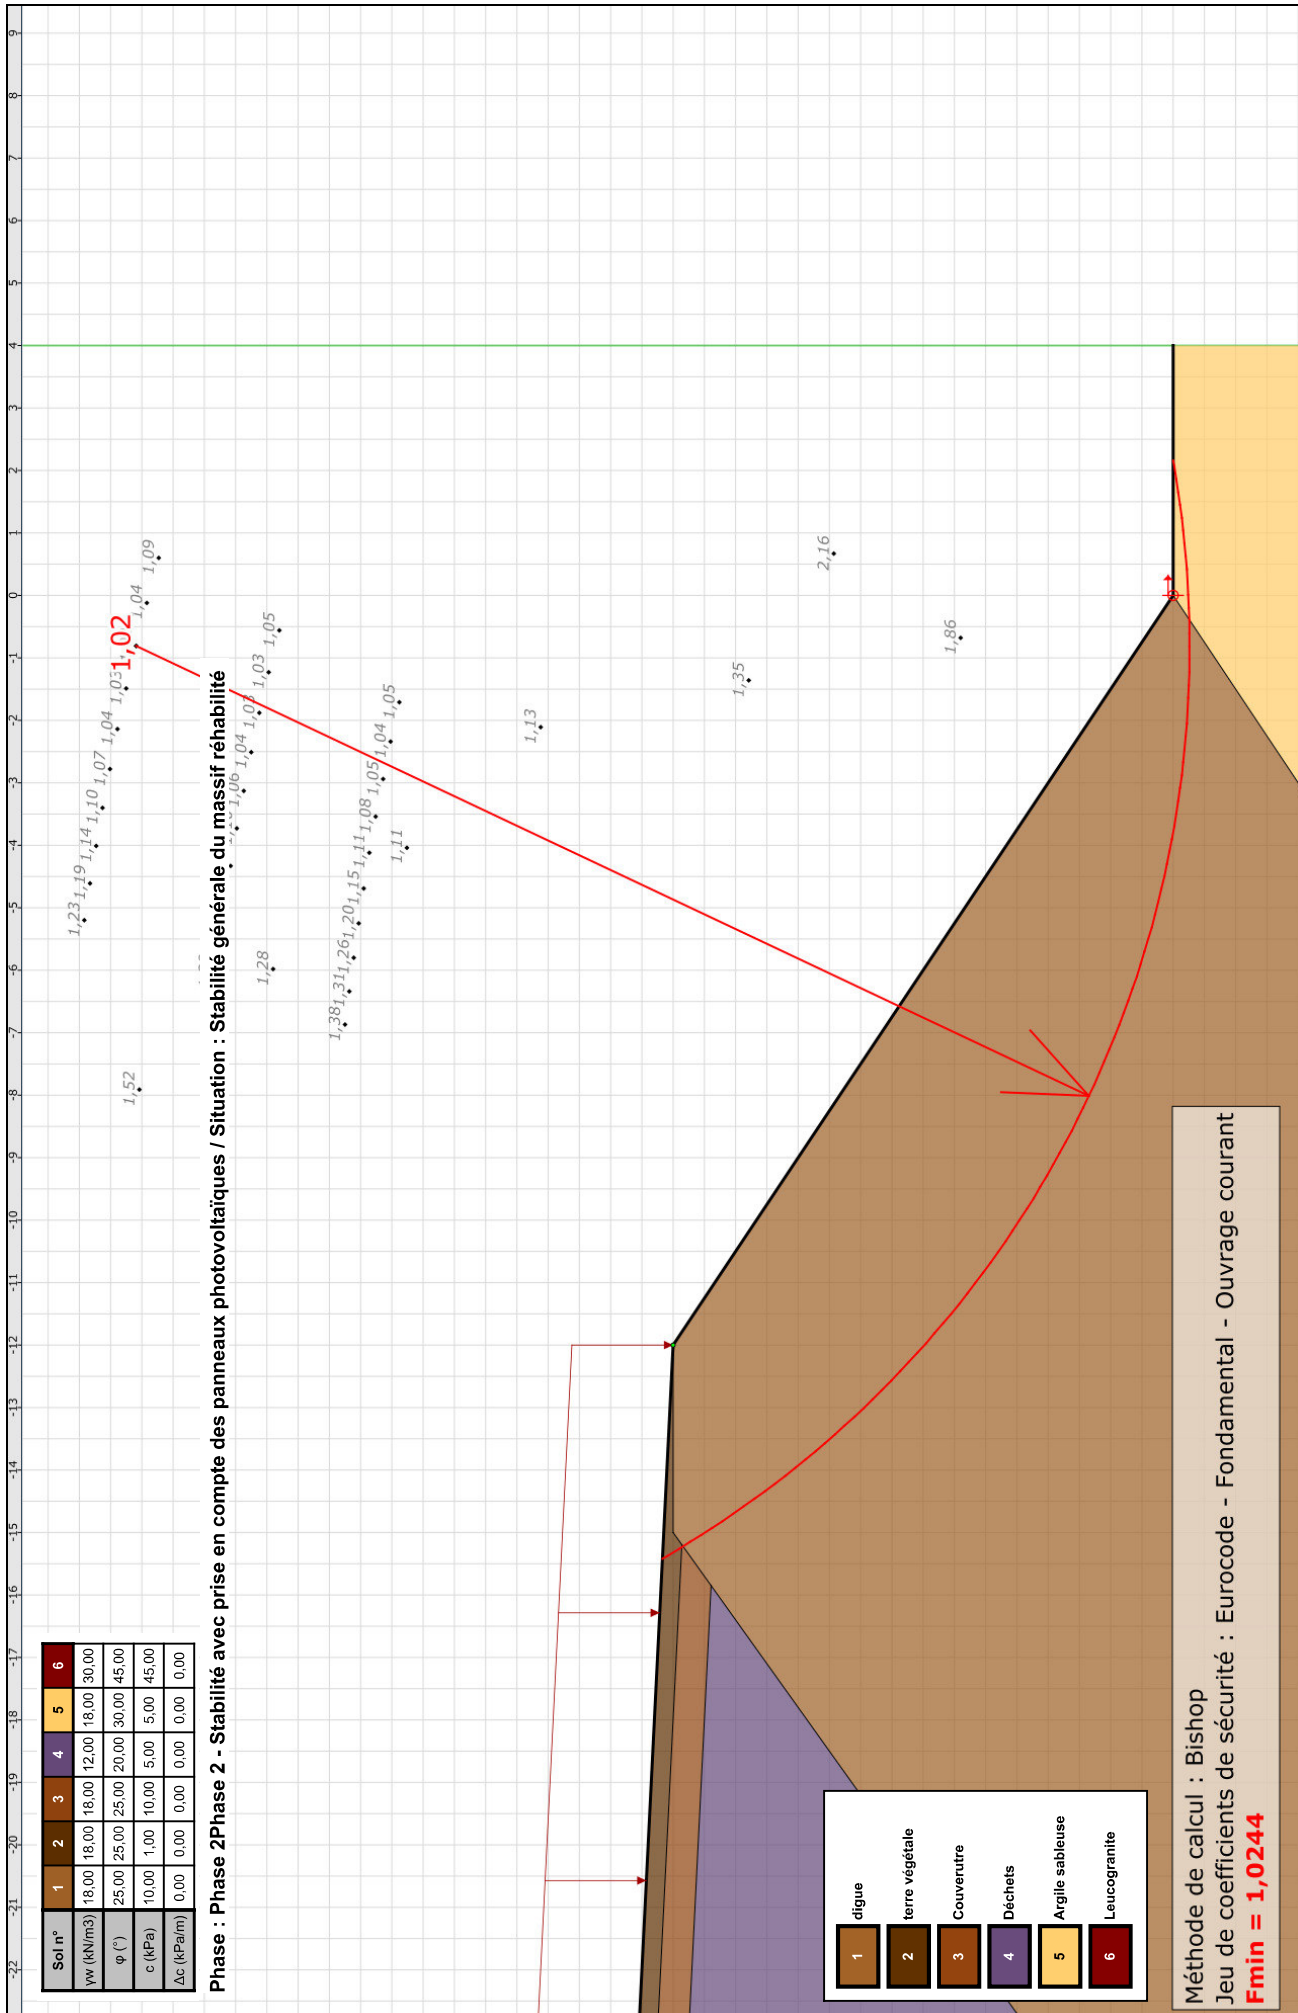 -22 -21 -20 -19 -18 -17 -16 -15 -14 -13 -12 -11 -10 -9 -8 -7 -6 -5 -4 -3 -2 -1 0 1 2 3 4 5 6 7 8 9
Sol n° 1 2 3 4 5 6
γw (kN/m3) 18,00 18,00 18,00 12,00 18,00 30,00
φ (°) 25,00 25,00 25,00 20,00 30,00 45,00
c (kPa) 10,00 1,00 10,00 5,00 5,00 45,00
Δc (kPa/m) 0,00 0,00 0,00 0,00 0,00 0,00
1,23 1,19 1,14 1,10 1,07 1,04 1,03 1,02 1,04 1,09
1,52
Phase : Phase 2Phase 2 - Stabilité avec prise en compte des panneaux photovoltaïques / Situation : Stabilité générale du massif réhabilité
1,06 1,04 1,03 1,03 1,05
1,28
1,38 1,31 1,26 1,20 1,15 1,11 1,08 1,05 1,04 1,05
1,11
1,13
1,35
2,16
1,86
1 digue
2 terre végétale
3 Couverutre
4 Déchets
5 Argile sableuse
6 Leucogranite
Méthode de calcul : Bishop
Jeu de coefficients de sécurité : Eurocode - Fondamental - Ouvrage courant
Fmin = 1,0244